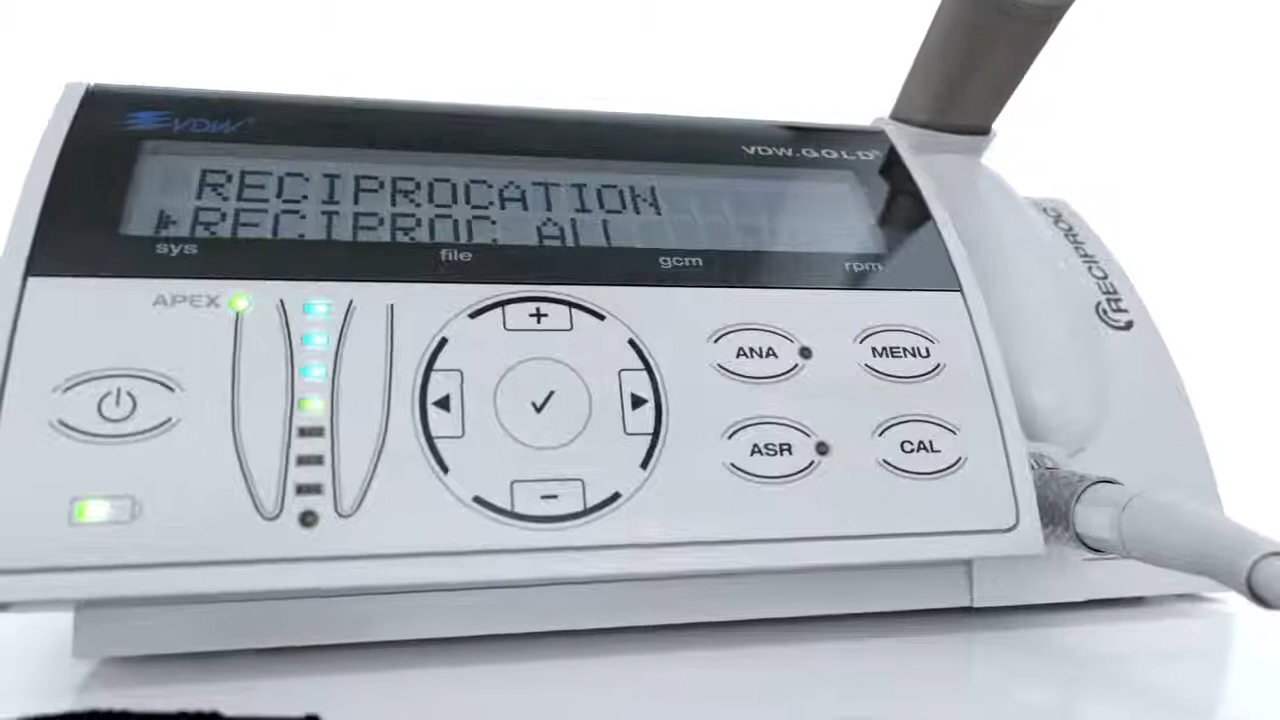 VDW®
VDW.GOLD®
RECIPROCATION
RECIPROC ALL
sys file gcm rpm
APEX
+
ANA MENU
ASR CAL
-
RECIPROC